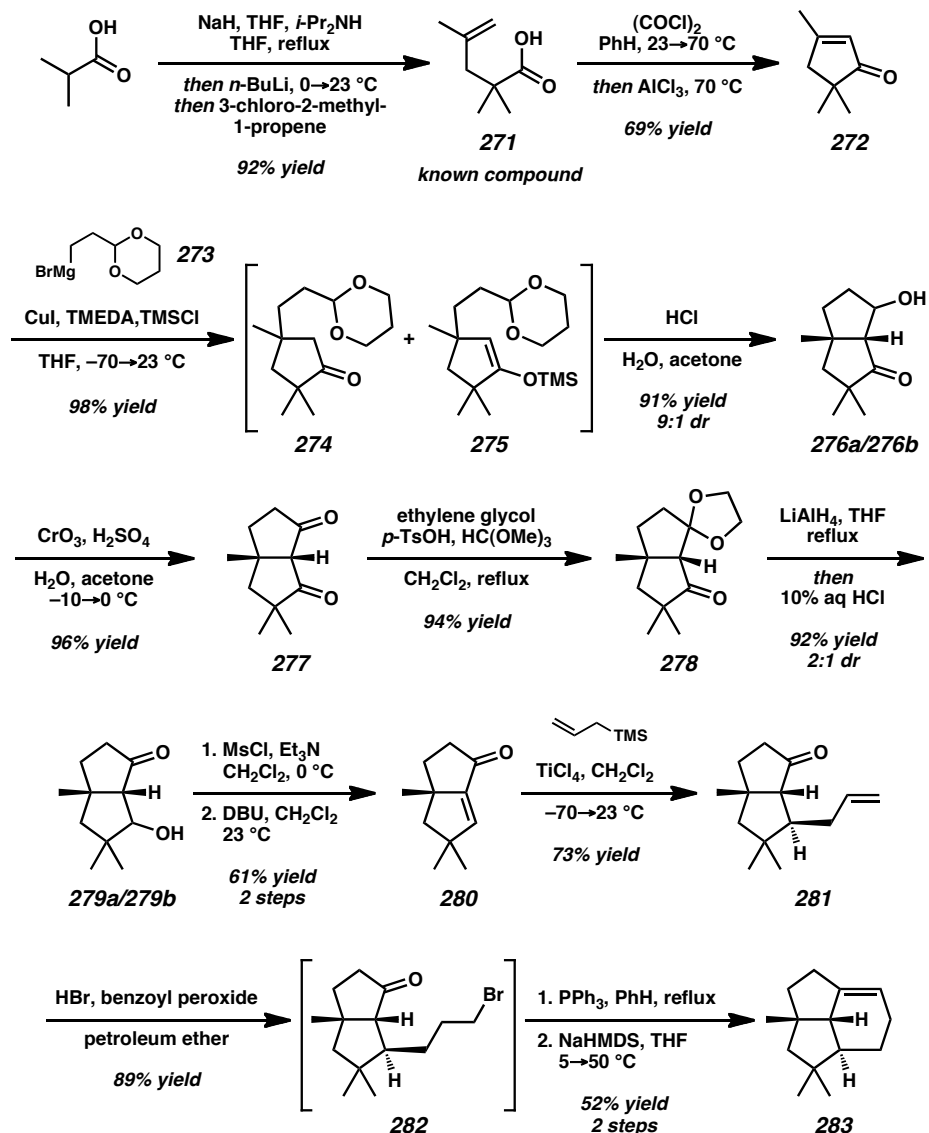 OH
O
NaH, THF, i-Pr2NH
THF, reflux
then n-BuLi, 0→23 °C
then 3-chloro-2-methyl-
1-propene
92% yield
OH
O
271
known compound
(COCl)2
PhH, 23→70 °C
then AlCl3, 70 °C
69% yield
O
272
BrMg
O
O
273
CuI, TMEDA,TMSCl
THF, –70→23 °C
98% yield
O
O
O
274
+
O
O
OTMS
275
HCl
H2O, acetone
91% yield
9:1 dr
OH
H
O
276a/276b
CrO3, H2SO4
H2O, acetone
–10→0 °C
96% yield
O
H
O
277
ethylene glycol
p-TsOH, HC(OMe)3
CH2Cl2, reflux
94% yield
O
O
H
O
278
LiAlH4, THF
reflux
then
10% aq HCl
92% yield
2:1 dr
O
H
OH
279a/279b
1. MsCl, Et3N
CH2Cl2, 0 °C
2. DBU, CH2Cl2
23 °C
61% yield
2 steps
O
280
TMS
TiCl4, CH2Cl2
–70→23 °C
73% yield
O
H
H
281
HBr, benzoyl peroxide
petroleum ether
89% yield
O
Br
H
H
282
1. PPh3, PhH, reflux
2. NaHMDS, THF
5→50 °C
52% yield
2 steps
H
H
283